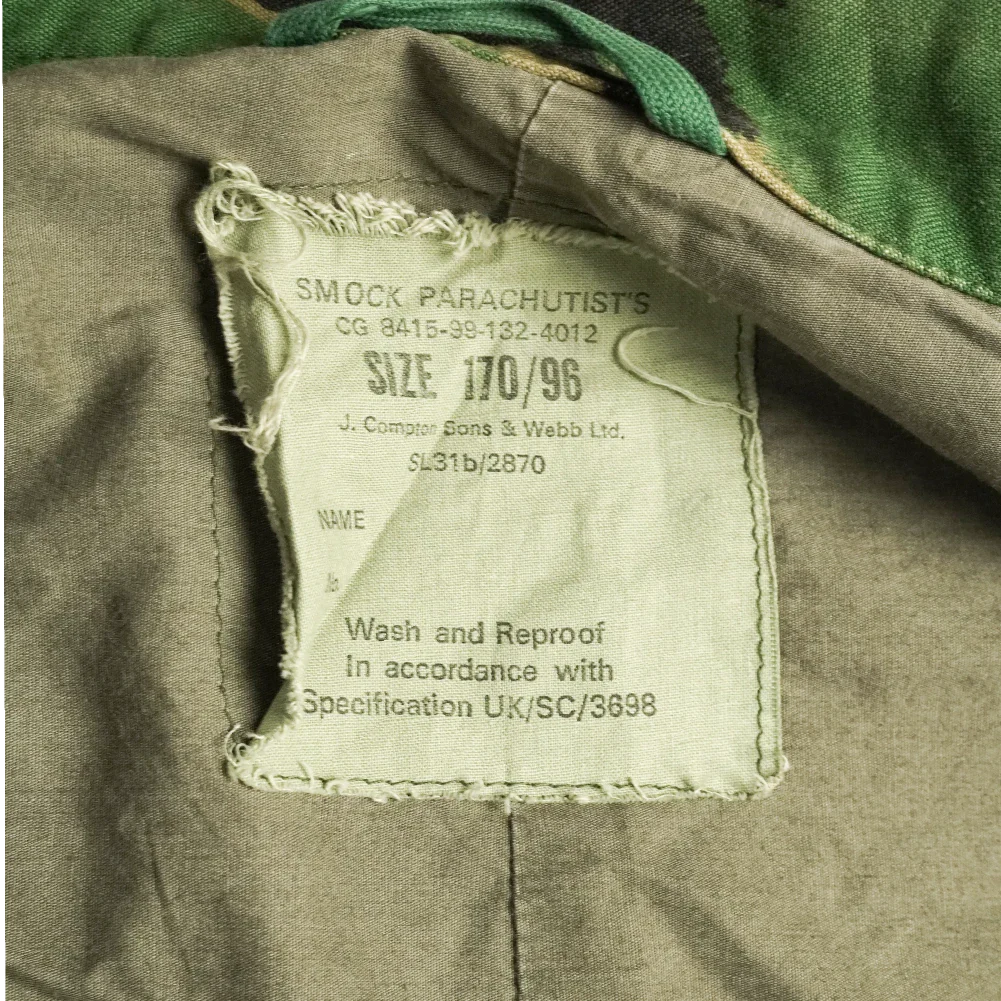 SMOCK PARACHUTIST'S
CG 8415-99-132-4012
SIZE 170/96
J. Compton Sons & Webb Ltd.
SL31b/2870
NAME
No
Wash and Reproof
In accordance with
Specification UK/SC/3698